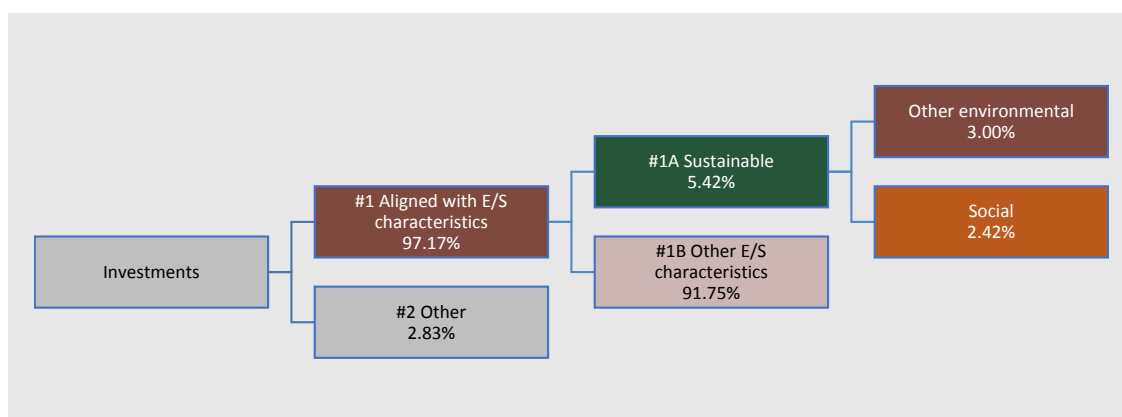 Investments
#1 Aligned with E/S
characteristics
97.17%
#2 Other
2.83%
#1A Sustainable
5.42%
#1B Other E/S
characteristics
91.75%
Other environmental
3.00%
Social
2.42%